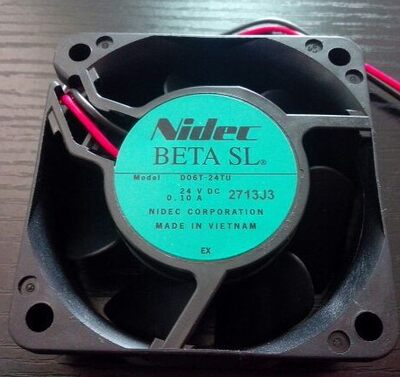 Nidec
BETA SL®
Model D06T-24TU
24 V DC
0.10 A 2713J3
NIDEC CORPORATION
MADE IN VIETNAM
EX